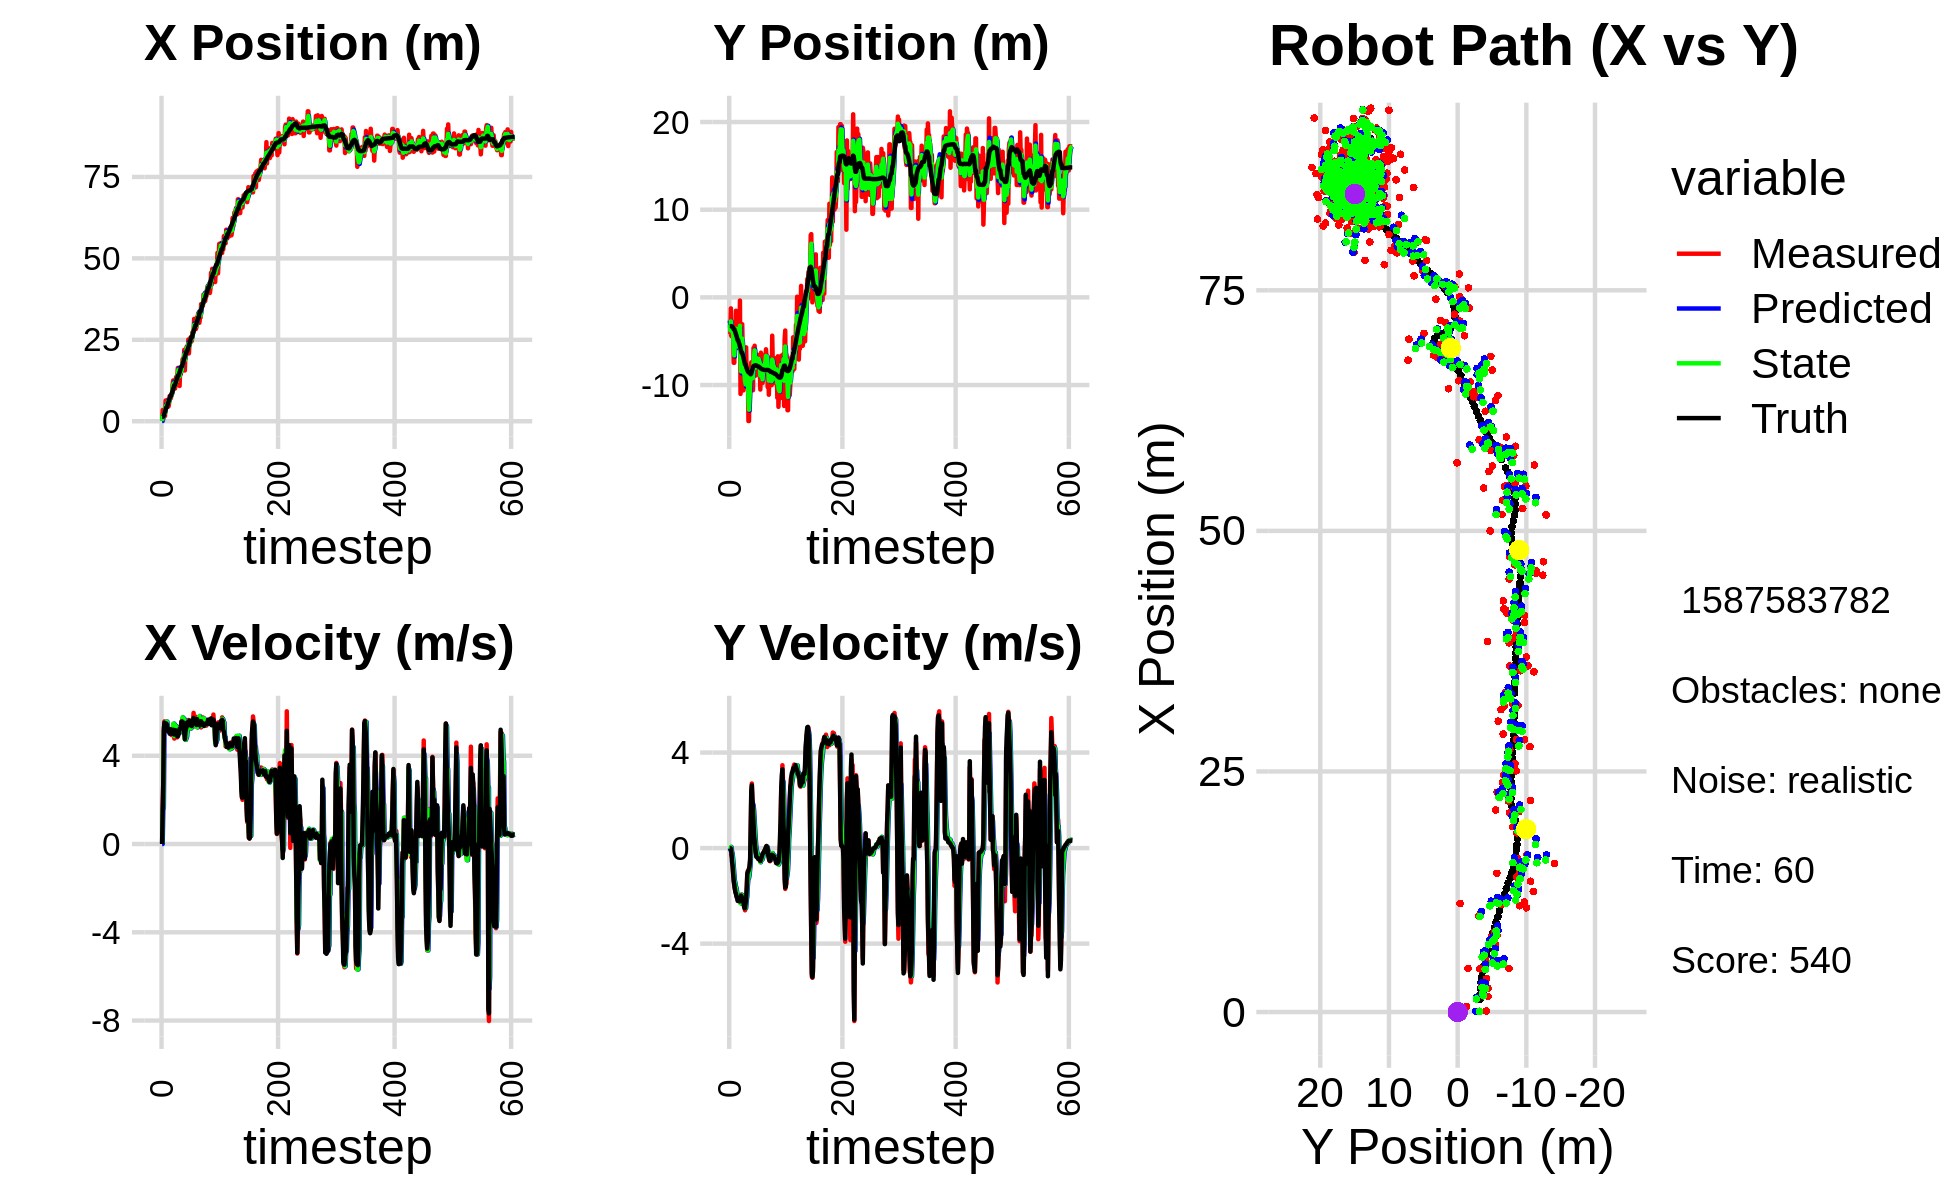 X Position (m)
75
50
25
0
0
200
400
600
timestep
Y Position (m)
20
10
0
-10
0
200
400
600
timestep
X Velocity (m/s)
4
0
-4
-8
0
200
400
600
timestep
Y Velocity (m/s)
4
0
-4
0
200
400
600
timestep
Robot Path (X vs Y)
X Position (m)
75
50
25
0
20 10 0 -10 -20
Y Position (m)
variable
Measured
Predicted
State
Truth
1587583782
Obstacles: none
Noise: realistic
Time: 60
Score: 540